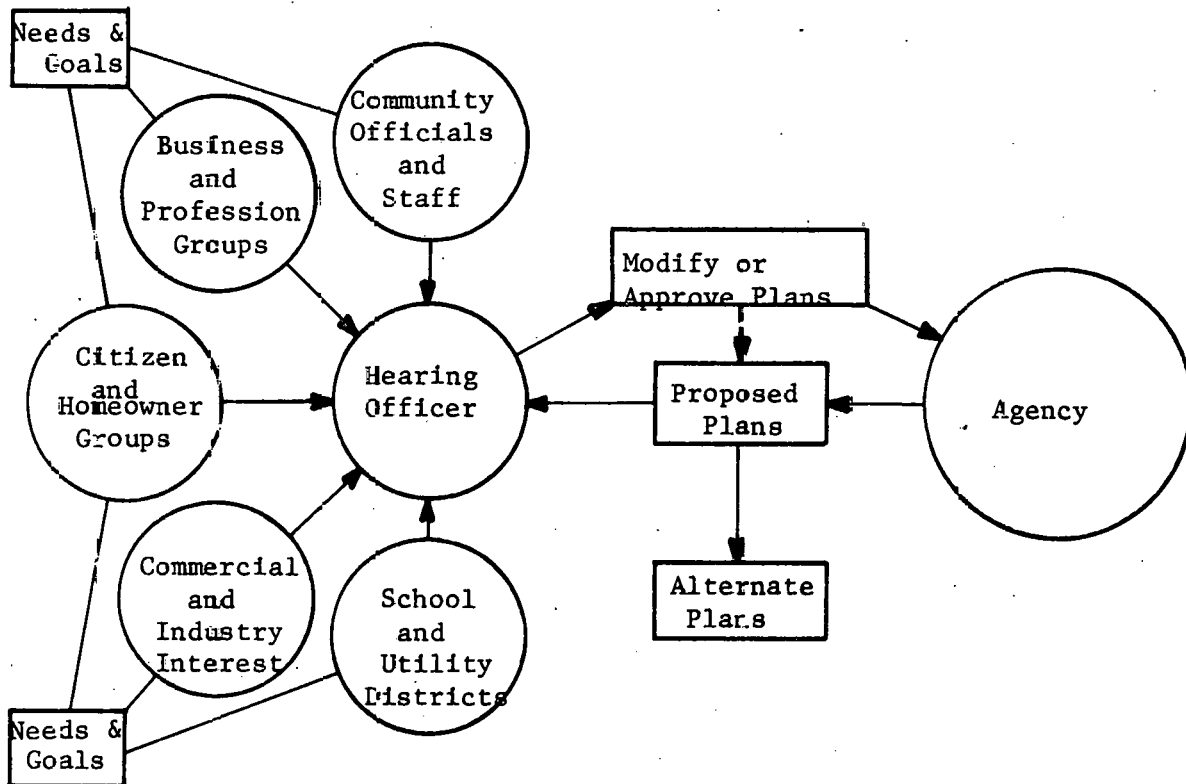 Needs &
Goals
Community
Officials
and
Staff
Business
and
Profession
Groups
Modify or
Approve Plans
Citizen
and
Homeowner
Groups
Hearing
Officer
Proposed
Plans
Agency
Commercial
and
Industry
Interest
School
and
Utility
Districts
Alternate
Plans
Needs &
Goals